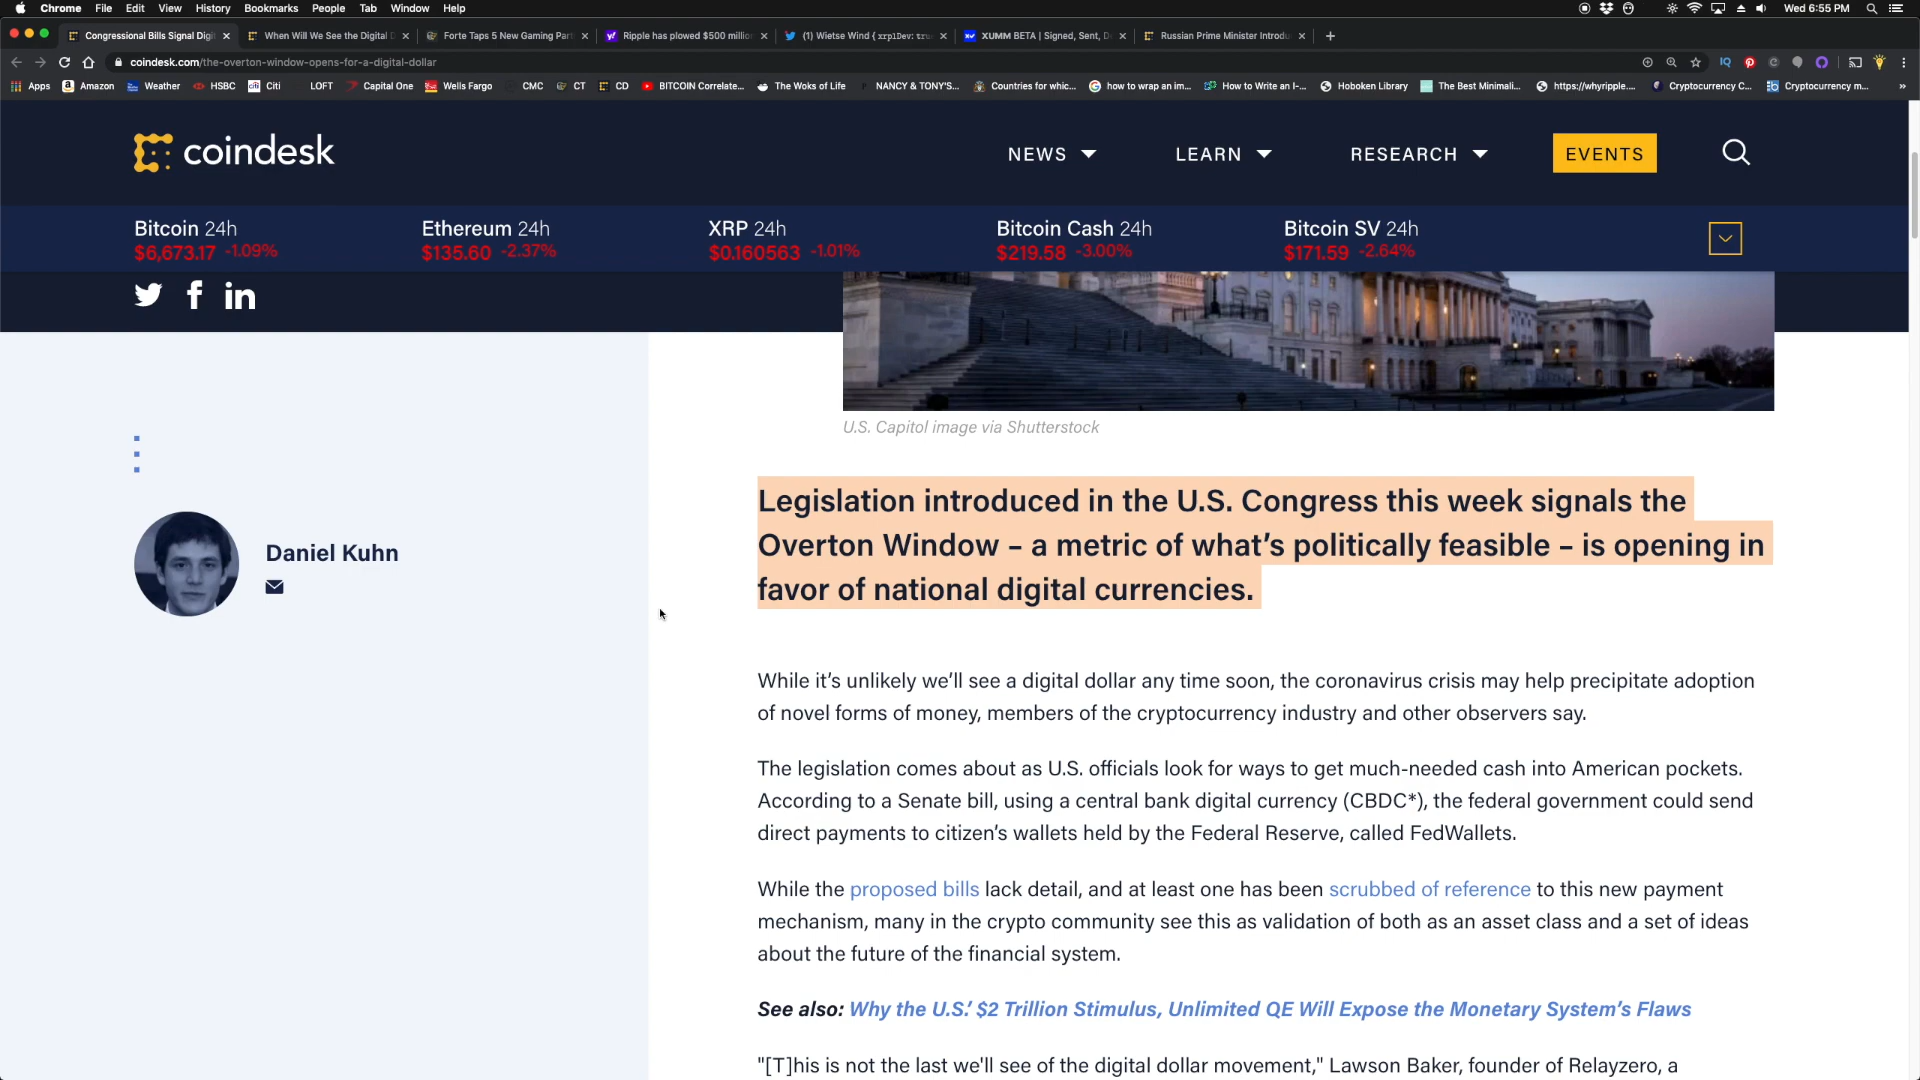 Chrome File Edit View History Bookmarks People Tab Window Help Wed 6:55 PM
Congressional Bills Signal Digi When Will We See the Digital D Forte Taps 5 New Gaming Part Ripple has plowed $500 millio (1) Wietse Wind { xrplDev: tru XUMM BETA | Signed, Sent, D Russian Prime Minister Introdu
coindesk.com/the-overton-window-opens-for-a-digital-dollar
Apps Amazon Weather HSBC Citi LOFT Capital One Wells Fargo CMC CT CD BITCOIN Correlate... The Woks of Life NANCY & TONY'S... Countries for whic... how to wrap an im... How to Write an I-... Hoboken Library The Best Minimali... https://whyripple.... Cryptocurrency C... Cryptocurrency m... »
coindesk NEWS LEARN RESEARCH EVENTS
Bitcoin 24h Ethereum 24h XRP 24h Bitcoin Cash 24h Bitcoin SV 24h
$6,673.17 -1.09% $135.60 -2.37% $0.160563 -1.01% $219.58 -3.00% $171.59 -2.64%
U.S. Capitol image via Shutterstock
Daniel Kuhn
Legislation introduced in the U.S. Congress this week signals the
Overton Window – a metric of what’s politically feasible – is opening in
favor of national digital currencies.
While it’s unlikely we’ll see a digital dollar any time soon, the coronavirus crisis may help precipitate adoption
of novel forms of money, members of the cryptocurrency industry and other observers say.
The legislation comes about as U.S. officials look for ways to get much-needed cash into American pockets.
According to a Senate bill, using a central bank digital currency (CBDC*), the federal government could send
direct payments to citizen’s wallets held by the Federal Reserve, called FedWallets.
While the proposed bills lack detail, and at least one has been scrubbed of reference to this new payment
mechanism, many in the crypto community see this as validation of both as an asset class and a set of ideas
about the future of the financial system.
See also: Why the U.S.’ $2 Trillion Stimulus, Unlimited QE Will Expose the Monetary System’s Flaws
"[T]his is not the last we'll see of the digital dollar movement," Lawson Baker, founder of Relayzero, a